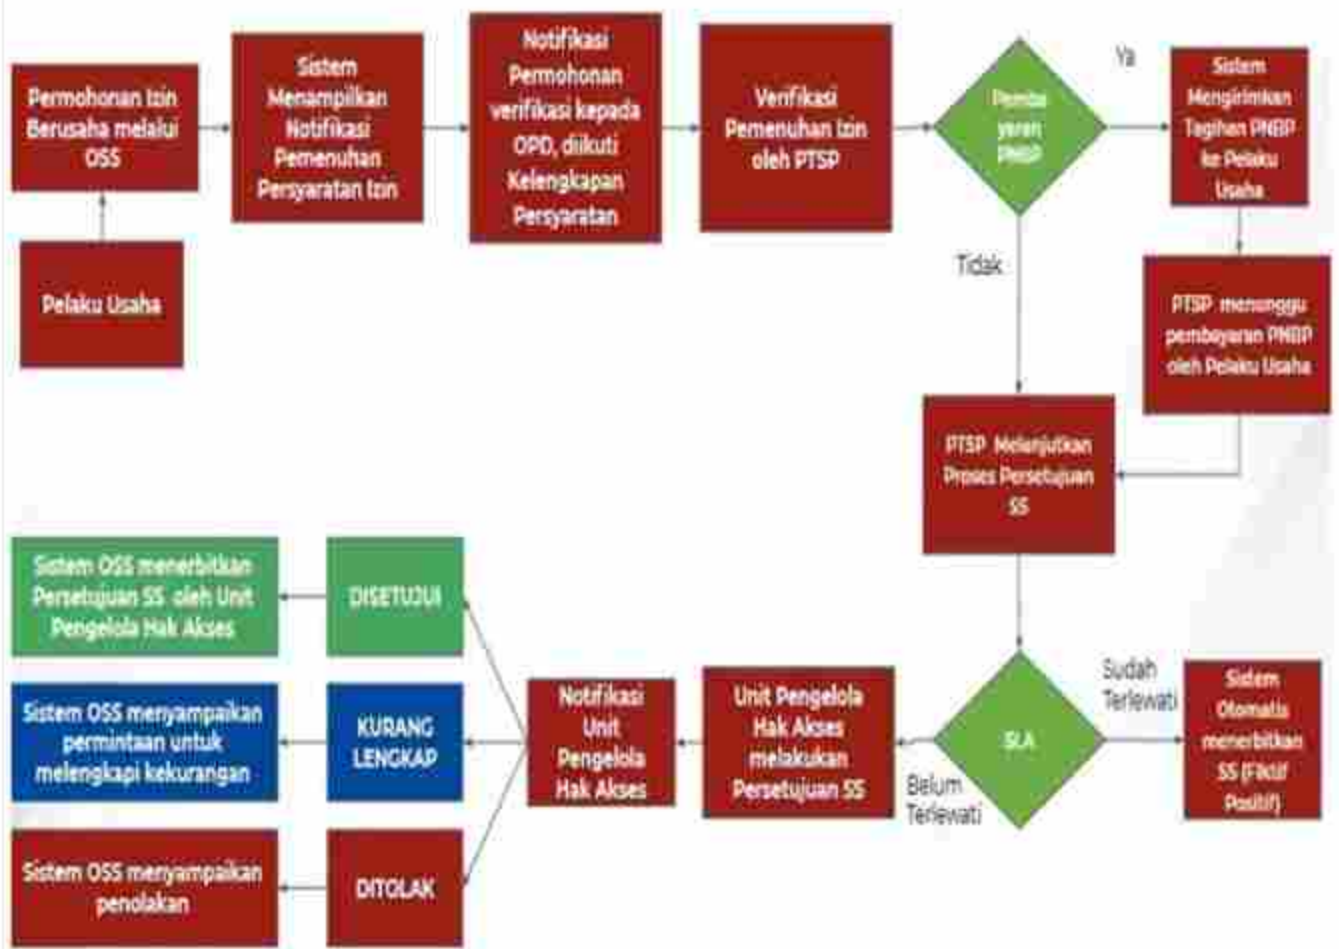 Permohonan Izin
Berusaha melalui
OSS
Sistem
Menampilkan
Notifikasi
Pemenuhan
Persyaratan Izin
Notifikasi
Permohonan
verifikasi kepada
OPD, diikuti
Kelengkapan
Persyaratan
Verifikasi
Pemenuhan Izin
oleh PTSP
Pemba
yaran
PNBP
Ya
Sistem
Mengirimkan
Tagihan PNBP
ke Pelaku
Usaha
Pelaku Usaha
Tidak
PTSP menunggu
pembayaran PNBP
oleh Pelaku Usaha
PTSP Melanjutkan
Proses Persetujuan
SS
SLA
Sudah
Terlewati
Sistem
Otomatis
menerbitkan
SS (Fiktif
Positif)
Belum
Terlewati
Unit Pengelola
Hak Akses
melakukan
Persetujuan SS
Notifikasi
Unit
Pengelola
Hak Akses
DISETUJUI
Sistem OSS menerbitkan
Persetujuan SS oleh Unit
Pengelola Hak Akses
KURANG
LENGKAP
Sistem OSS menyampaikan
permintaan untuk
melengkapi kekurangan
DITOLAK
Sistem OSS menyampaikan
penolakan